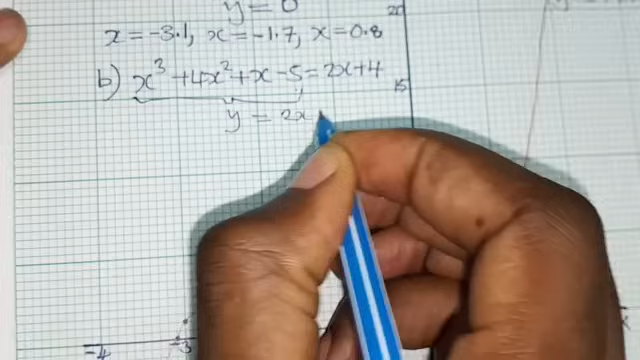 y = 0
20
x = -3.1, x = -1.7, x = 0.8
b) x³ + 4x² + x - 5 = 2x + 4
15
y = 2x
-4 -3